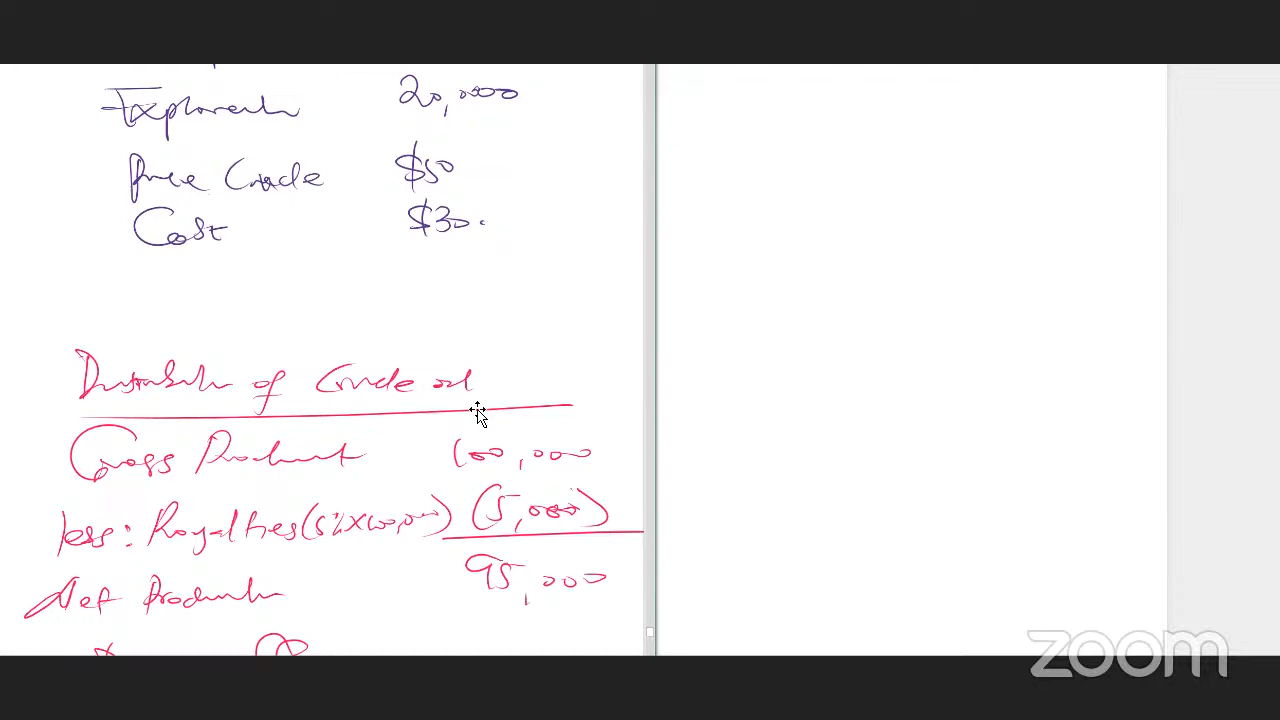 Exploration 20,000
Price Crude $50
Cost $30.
Distribution of Crude oil
Gross Product 100,000
less: Royalties (5% x 100,000) (5,000)
Net Production 95,000
zoom